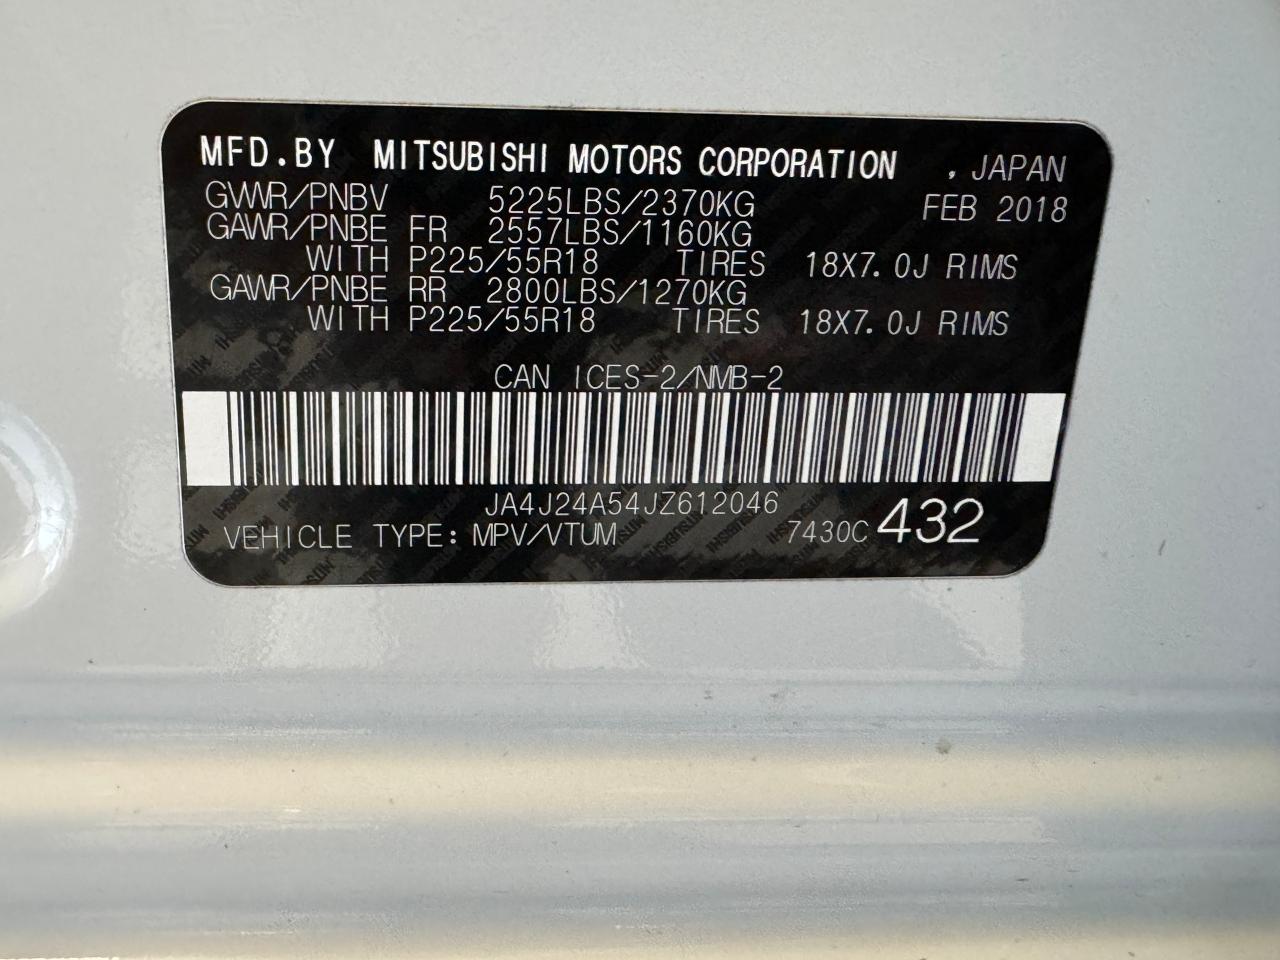 MFD.BY MITSUBISHI MOTORS CORPORATION , JAPAN
GVWR/PNBV 5225LBS/2370KG FEB 2018
GAWR/PNBE FR 2557LBS/1160KG
WITH P225/55R18 TIRES 18X7.0J RIMS
GAWR/PNBE RR 2800LBS/1270KG
WITH P225/55R18 TIRES 18X7.0J RIMS
CAN ICES-2/NMB-2
JA4J24A54JZ612046
VEHICLE TYPE: MPV/VTUM 7430C 432